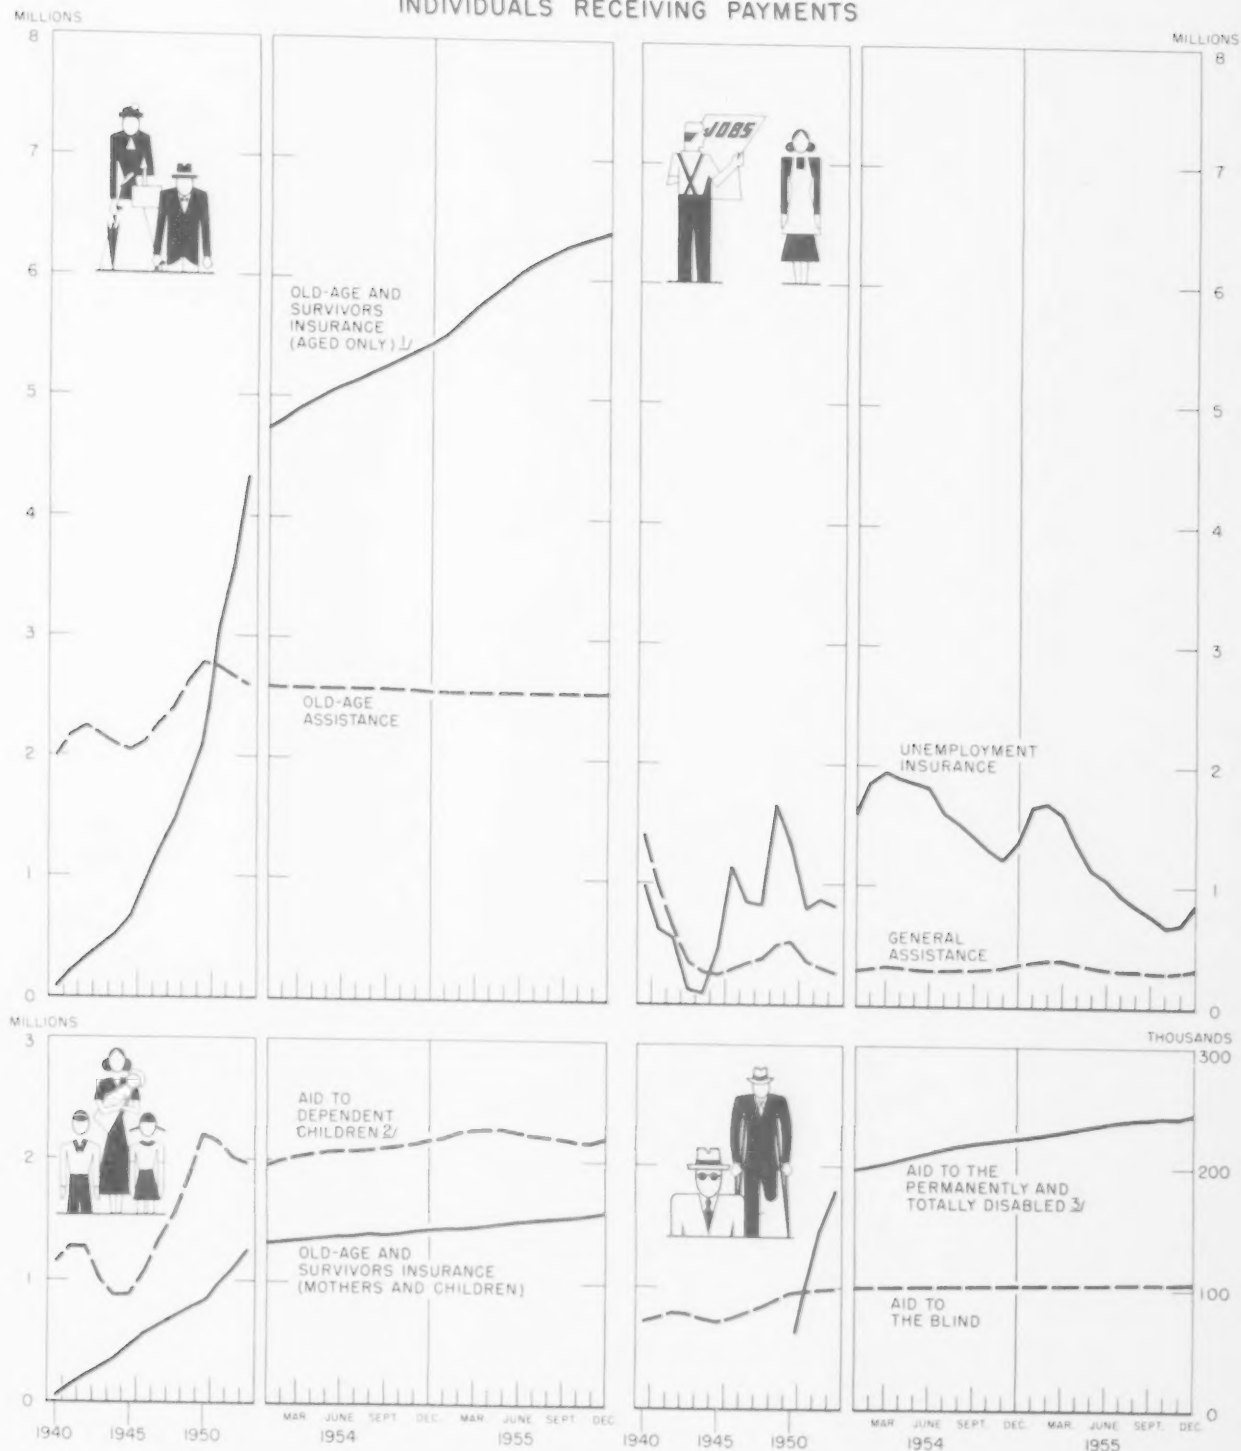 INDIVIDUALS RECEIVING PAYMENTS
MILLIONS
8
7
6
5
4
3
2
1
0
OLD-AGE AND
SURVIVORS
INSURANCE
(AGED ONLY) 1/
OLD-AGE
ASSISTANCE
JOBS
MILLIONS
8
7
6
5
4
3
2
1
0
UNEMPLOYMENT
INSURANCE
GENERAL
ASSISTANCE
MILLIONS
3
2
1
0
AID TO
DEPENDENT
CHILDREN 2/
OLD-AGE AND
SURVIVORS INSURANCE
(MOTHERS AND CHILDREN)
THOUSANDS
300
200
100
0
AID TO THE
PERMANENTLY AND
TOTALLY DISABLED 3/
AID TO
THE BLIND
MAR. JUNE SEPT. DEC. MAR. JUNE SEPT. DEC.
1940 1945 1950 1954 1955
MAR. JUNE SEPT. DEC. MAR. JUNE SEPT. DEC.
1940 1945 1950 1954 1955